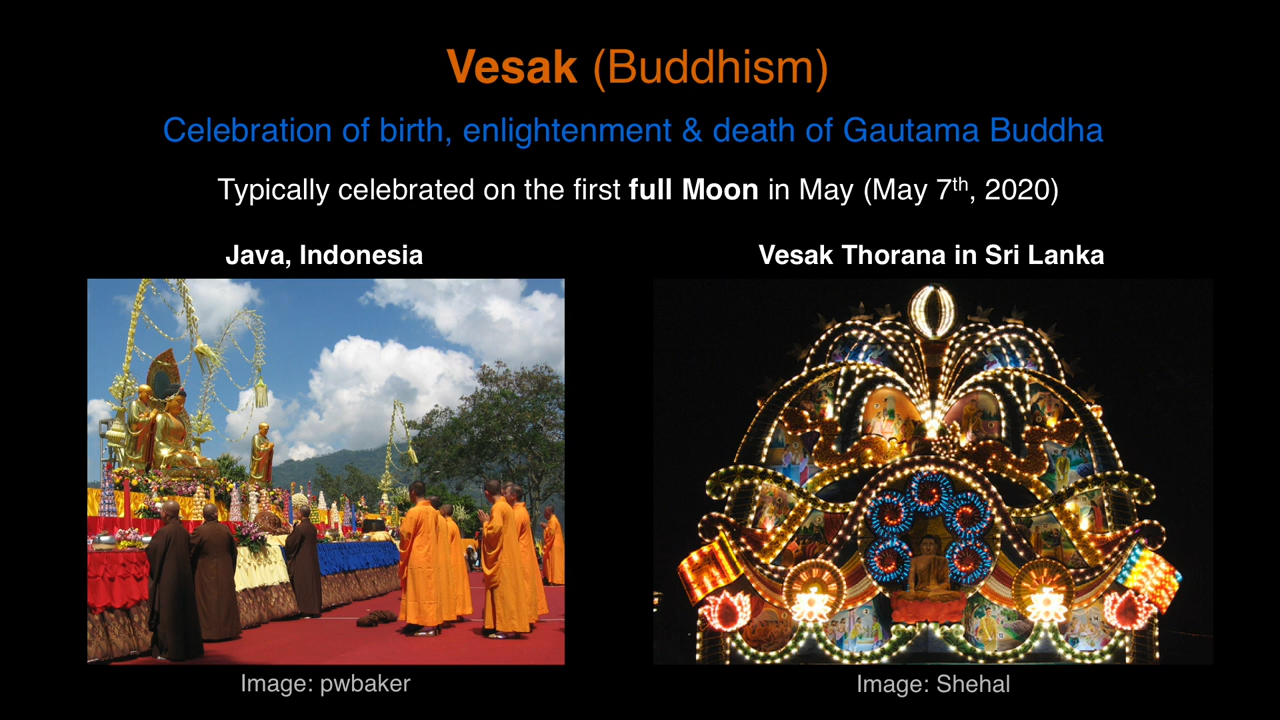 Vesak (Buddhism)
Celebration of birth, enlightenment & death of Gautama Buddha
Typically celebrated on the first full Moon in May (May 7th, 2020)
Java, Indonesia
Vesak Thorana in Sri Lanka
Image: pwbaker
Image: Shehal